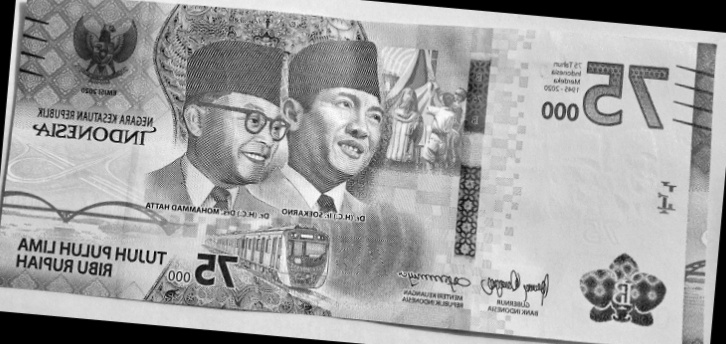 EMISI 2020
NEGARA KESATUAN REPUBLIK
INDONESIA
75 000
75 Tahun
Indonesia
Merdeka
1945 - 2020
Dr. (H.C.) Drs. MOHAMMAD HATTA
Dr. (H.C.) Ir. SOEKARNO
TUJUH PULUH LIMA
RIBU RUPIAH
75 000
MENTERI KEUANGAN
REPUBLIK INDONESIA
GUBERNUR
BANK INDONESIA